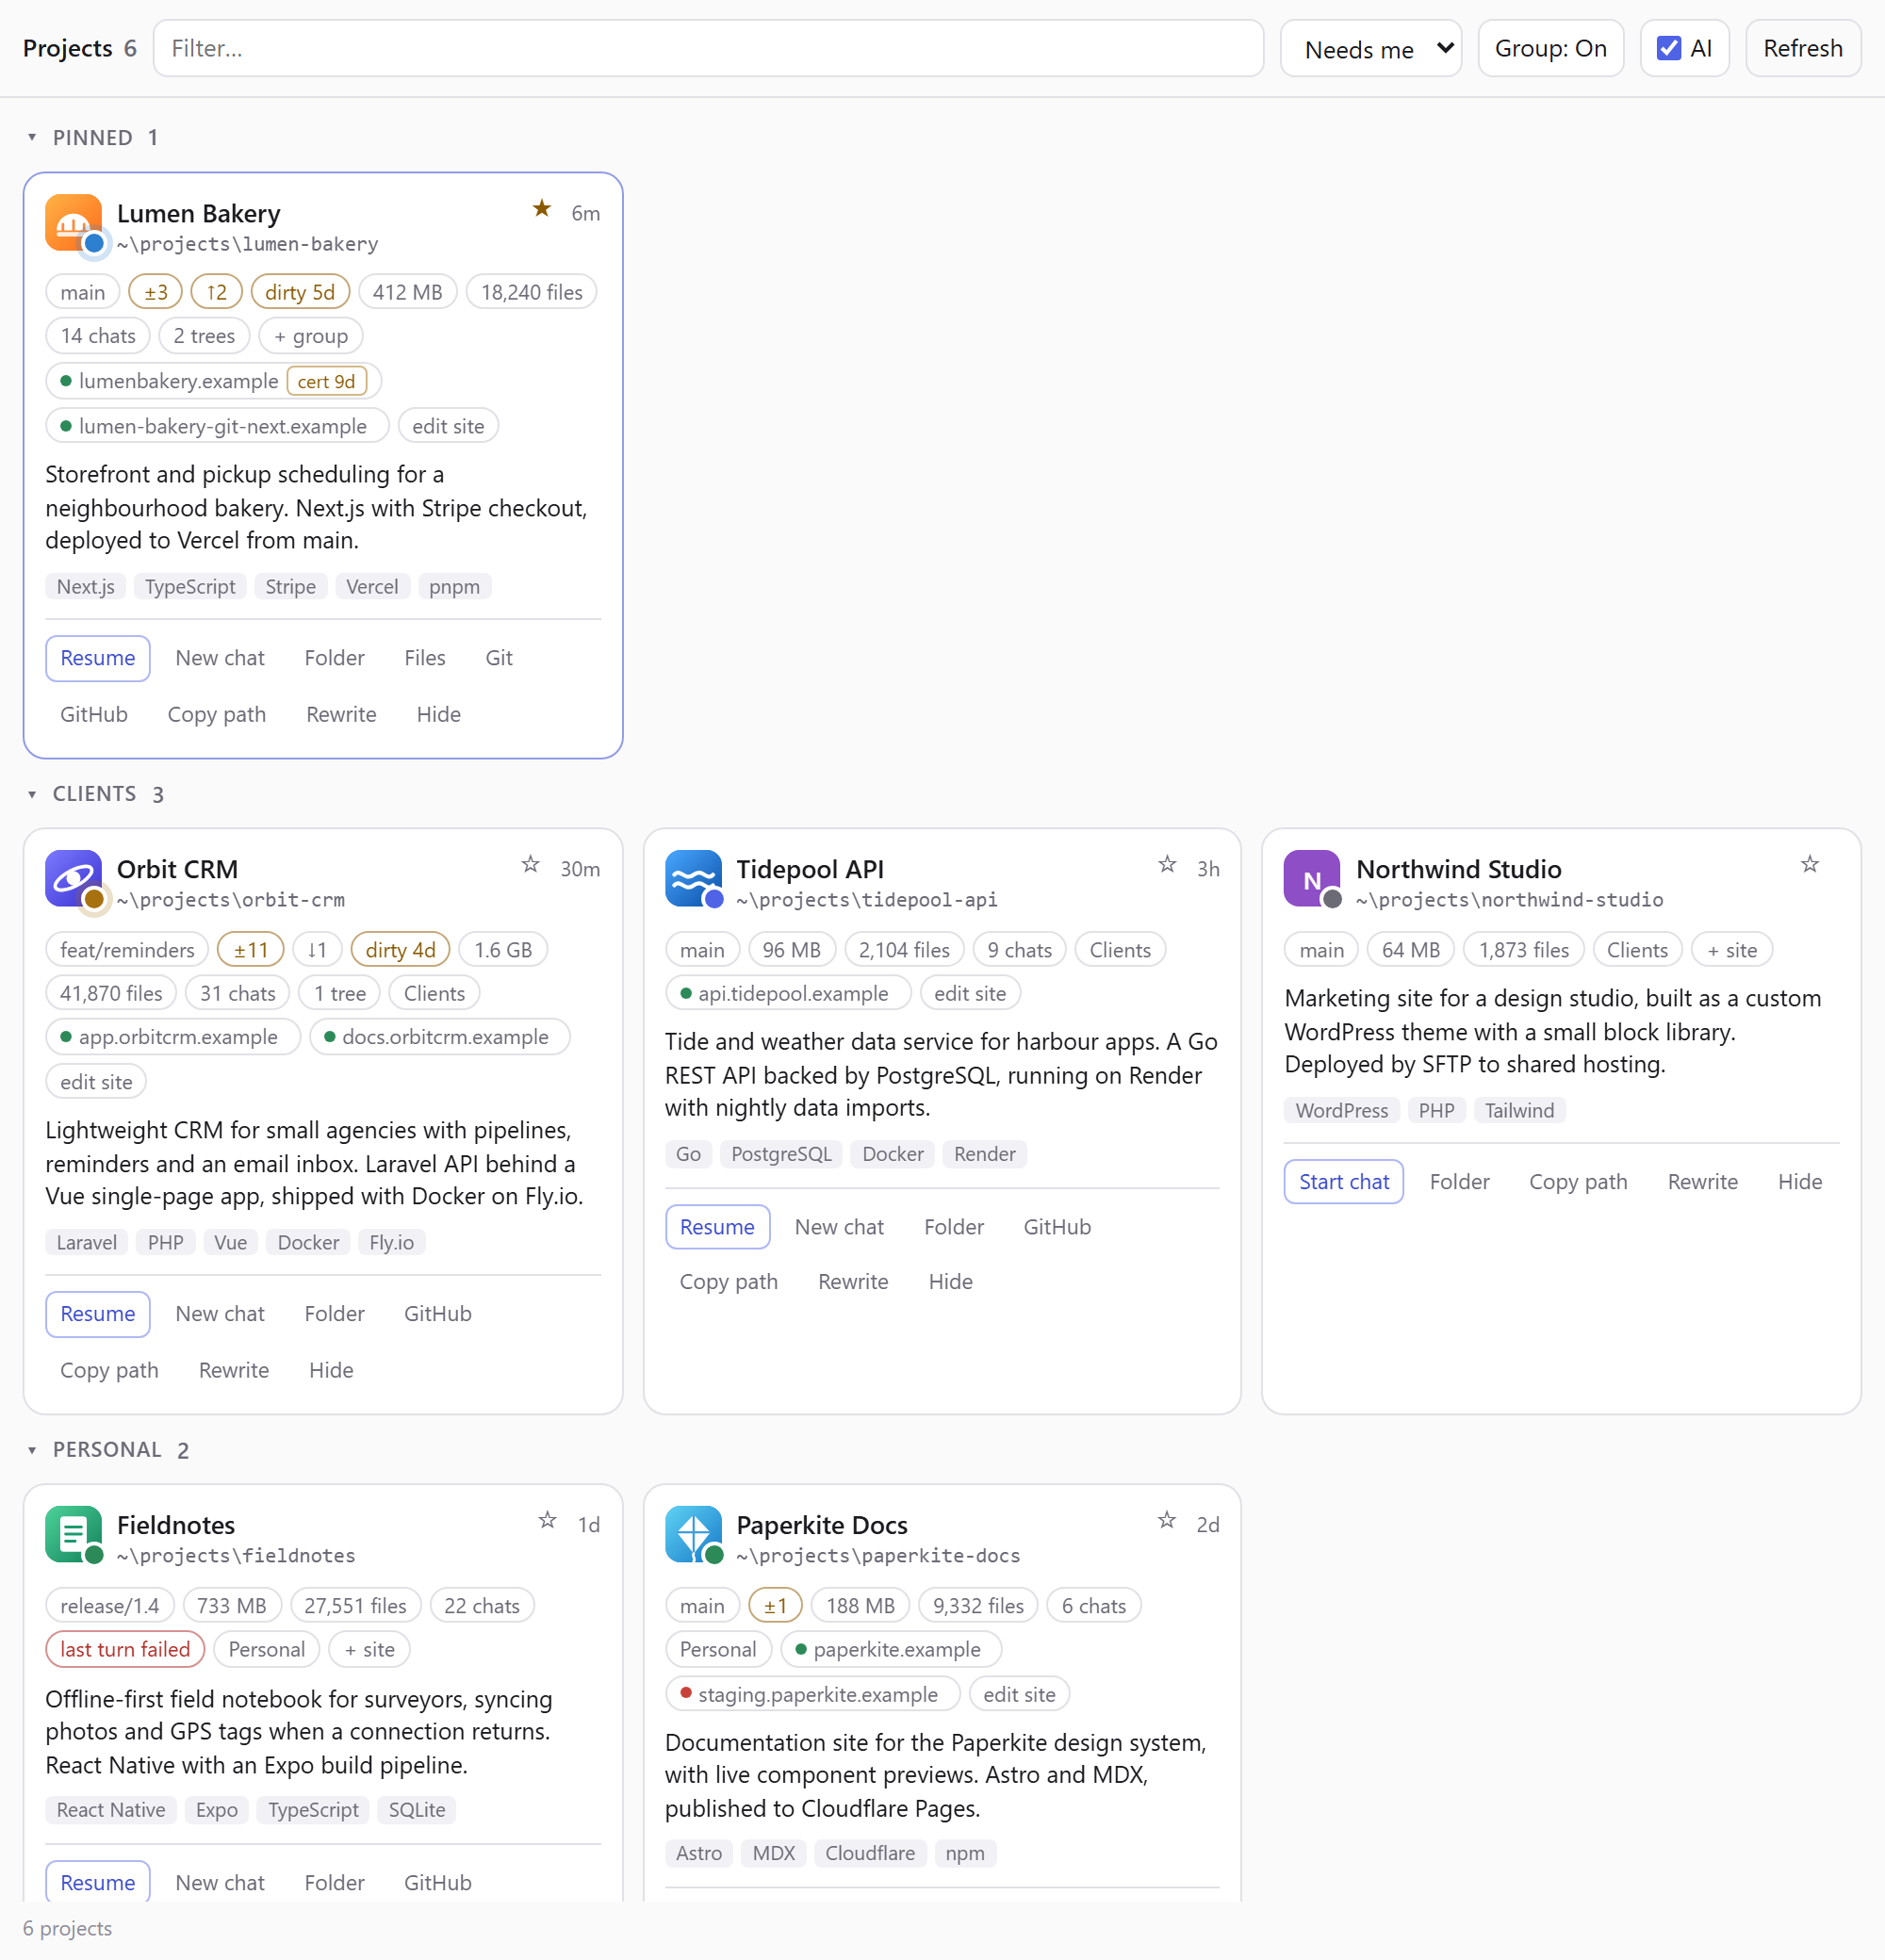 Projects 6 Filter... Needs me Group: On AI Refresh
▾ PINNED 1
Lumen Bakery ★ 6m
~\projects\lumen-bakery
main ±3 ↑2 dirty 5d 412 MB 18,240 files
14 chats 2 trees + group
lumenbakery.example cert 9d
lumen-bakery-git-next.example edit site
Storefront and pickup scheduling for a
neighbourhood bakery. Next.js with Stripe checkout,
deployed to Vercel from main.
Next.js TypeScript Stripe Vercel pnpm
Resume New chat Folder Files Git
GitHub Copy path Rewrite Hide
▾ CLIENTS 3
Orbit CRM ☆ 30m
~\projects\orbit-crm
feat/reminders ±11 ↓1 dirty 4d 1.6 GB
41,870 files 31 chats 1 tree Clients
app.orbitcrm.example docs.orbitcrm.example
edit site
Lightweight CRM for small agencies with pipelines,
reminders and an email inbox. Laravel API behind a
Vue single-page app, shipped with Docker on Fly.io.
Laravel PHP Vue Docker Fly.io
Resume New chat Folder GitHub
Copy path Rewrite Hide
Tidepool API ☆ 3h
~\projects\tidepool-api
main 96 MB 2,104 files 9 chats Clients
api.tidepool.example edit site
Tide and weather data service for harbour apps. A Go
REST API backed by PostgreSQL, running on Render
with nightly data imports.
Go PostgreSQL Docker Render
Resume New chat Folder GitHub
Copy path Rewrite Hide
N Northwind Studio ☆
~\projects\northwind-studio
main 64 MB 1,873 files Clients + site
Marketing site for a design studio, built as a custom
WordPress theme with a small block library.
Deployed by SFTP to shared hosting.
WordPress PHP Tailwind
Start chat Folder Copy path Rewrite Hide
▾ PERSONAL 2
Fieldnotes ☆ 1d
~\projects\fieldnotes
release/1.4 733 MB 27,551 files 22 chats
last turn failed Personal + site
Offline-first field notebook for surveyors, syncing
photos and GPS tags when a connection returns.
React Native with an Expo build pipeline.
React Native Expo TypeScript SQLite
Resume New chat Folder GitHub
Paperkite Docs ☆ 2d
~\projects\paperkite-docs
main ±1 188 MB 9,332 files 6 chats
Personal paperkite.example
staging.paperkite.example edit site
Documentation site for the Paperkite design system,
with live component previews. Astro and MDX,
published to Cloudflare Pages.
Astro MDX Cloudflare npm
6 projects